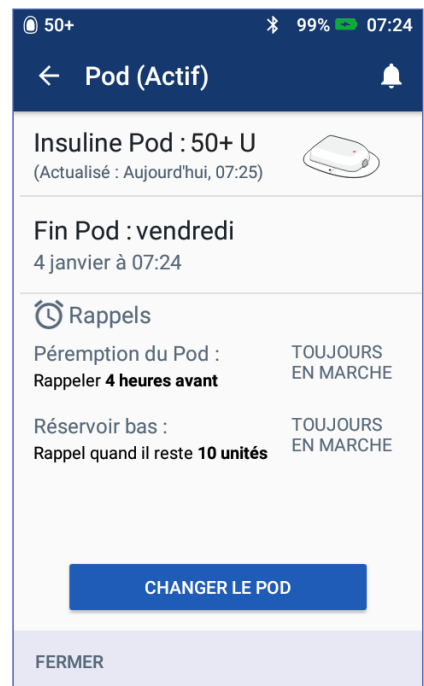 50+ 99% 07:24
Pod (Actif)
Insuline Pod : 50+ U
(Actualisé : Aujourd'hui, 07:25)
Fin Pod : vendredi
4 janvier à 07:24
Rappels
Péremption du Pod : TOUJOURS
Rappeler 4 heures avant EN MARCHE
Réservoir bas : TOUJOURS
Rappel quand il reste 10 unités EN MARCHE
CHANGER LE POD
FERMER